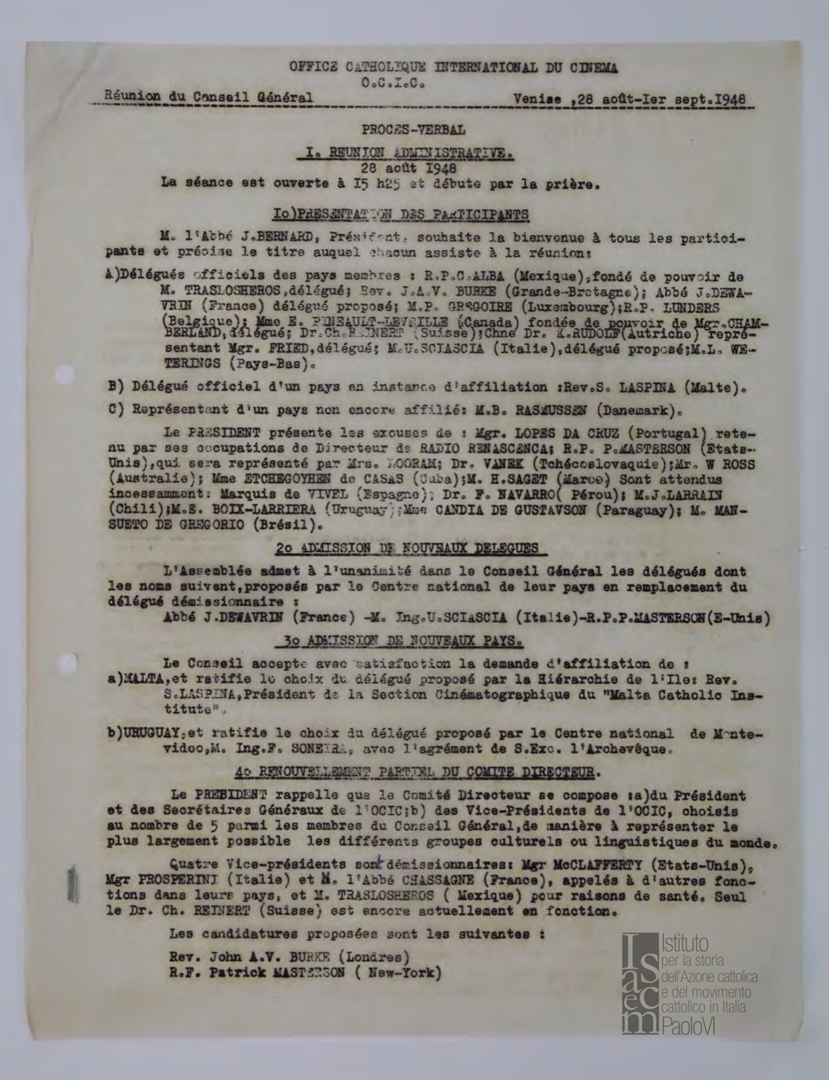 OFFICE CATHOLIQUE INTERNATIONAL DU CINEMA
O.C.I.C.
Réunion du Conseil Général Venise ,28 août-Ier sept.1948
PROCES-VERBAL
I. REUNION ADMINISTRATIVE.
28 août 1948
La séance est ouverte à I5 h25 et débute par la prière.
Io)PRESENTATION DES PARTICIPANTS
M. l'Abbé J.BERNARD, Président, souhaite la bienvenue à tous les partici-
pants et précise le titre auquel chacun assiste à la réunion:
A)Délégués officiels des pays membres : R.P.C.ALBA (Mexique),fondé de pouvoir de
M. TRASLOSHEROS,délégué; Rev. J.A.V. BURKE (Grande-Bretagne); Abbé J.DEWA-
VRIN (France) délégué proposé; M.P. GREGOIRE (Luxembourg);R.P. LUNDERS
(Belgique); Mme E. PINEAULT-LEVEILLE (Canada) fondée de pouvoir de Mgr.CHAM-
BERLAND,délégué; Dr.Ch.REINERT (Suisse);Chne Dr. K.RUDOLF(Autriche) repré-
sentant Mgr. FRIED,délégué; M.U.SCIASCIA (Italie),délégué proposé;M.L. WE-
TERINGS (Pays-Bas).
B) Délégué officiel d'un pays en instance d'affiliation :Rev.S. LASPINA (Malte).
C) Représentant d'un pays non encore affilié: M.B. RASMUSSEN (Danemark).
Le PRESIDENT présente les excuses de : Mgr. LOPES DA CRUZ (Portugal) rete-
nu par ses occupations de Directeur de RADIO RENASCENCA; R.P. P.MASTERSON (Etats-
Unis),qui sera représenté par Mrs. LOORAM; Dr. VANEK (Tchécoslovaquie);Mr. W ROSS
(Australie); Mme ETCHEGOYHEN de CASAS (Cuba);M. H.SAGET (Maroc) Sont attendus
incessamment: Marquis de VIVEL (Espagne); Dr. F. NAVARRO( Pérou); M.J.LARRAIN
(Chili);M.E. BOIX-LARRIERA (Uruguay);Mme CANDIA DE GUSTAVSON (Paraguay); M. MAN-
SUETO DE GREGORIO (Brésil).
2o ADMISSION DE NOUVEAUX DELEGUES
L'Assemblée admet à l'unanimité dans le Conseil Général les délégués dont
les noms suivent,proposés par le Centre national de leur pays en remplacement du
délégué démissionnaire :
Abbé J.DEWAVRIN (France) -M. Ing.U.SCIASCIA (Italie)-R.P.P.MASTERSON(E-Unis)
3o ADMISSION DE NOUVEAUX PAYS.
Le Conseil accepte avec satisfaction la demande d'affiliation de :
a)MALTA,et ratifie le choix du délégué proposé par la Hiérarchie de l'Ile: Rev.
S.LASPINA,Président de la Section Cinématographique du "Malta Catholic Ins-
titute".
b)URUGUAY;et ratifie le choix du délégué proposé par le Centre national de Monte-
video,M. Ing.F. SONEIRA, avec l'agrément de S.Exc. l'Archevêque.
4o RENOUVELLEMENT PARTIEL DU COMITE DIRECTEUR.
Le PREBIDENT rappelle que le Comité Directeur se compose :a)du Président
et des Secrétaires Généraux de l'OCIC;b) des Vice-Présidents de l'OCIC, choisis
au nombre de 5 parmi les membres du Conseil Général,de manière à représenter le
plus largement possible les différents groupes culturels ou linguistiques du monde.
Quatre Vice-présidents sont démissionnaires: Mgr McCLAFFERTY (Etats-Unis),
Mgr PROSPERINI (Italie) et M. l'Abbé CHASSAGNE (France), appelés à d'autres fonc-
tions dans leurs pays, et M. TRASLOSHEROS ( Mexique) pour raisons de santé. Seul
le Dr. Ch. REINERT (Suisse) est encore actuellement en fonction.
Les candidatures proposées sont les suivantes :
Rev. John A.V. BURKE (Londres)
R.F. Patrick MASTERSON ( New-York)
Isacem
Istituto
per la storia
dell'Azione cattolica
e del movimento
cattolico in Italia
PaoloVI